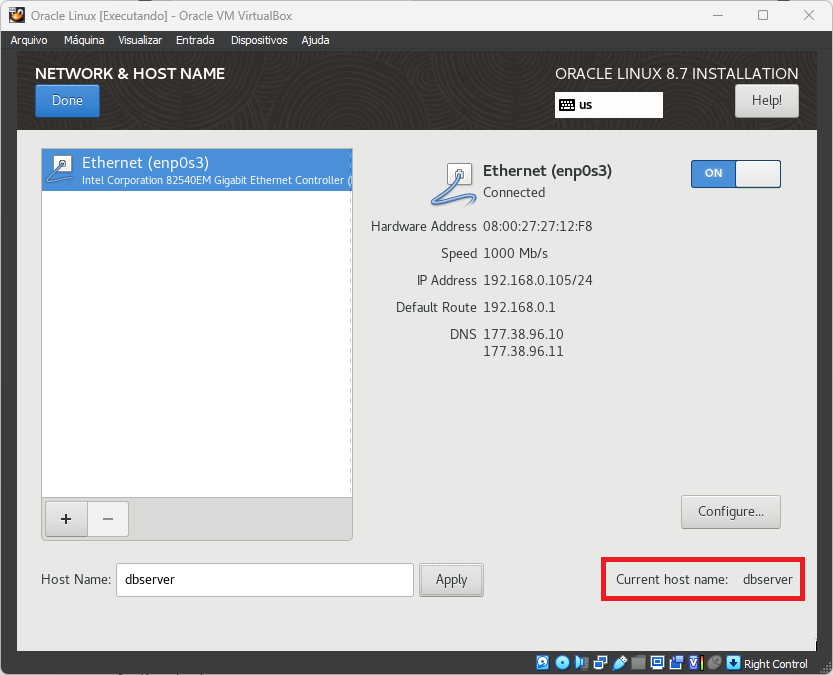 Oracle Linux [Executando] - Oracle VM VirtualBox
Arquivo Máquina Visualizar Entrada Dispositivos Ajuda
NETWORK & HOST NAME
ORACLE LINUX 8.7 INSTALLATION
Done
us
Help!
Ethernet (enp0s3)
Intel Corporation 82540EM Gigabit Ethernet Controller (
Ethernet (enp0s3)
Connected
ON
Hardware Address 08:00:27:27:12:F8
Speed 1000 Mb/s
IP Address 192.168.0.105/24
Default Route 192.168.0.1
DNS 177.38.96.10
177.38.96.11
+ −
Configure...
Host Name: dbserver Apply Current host name: dbserver
Right Control